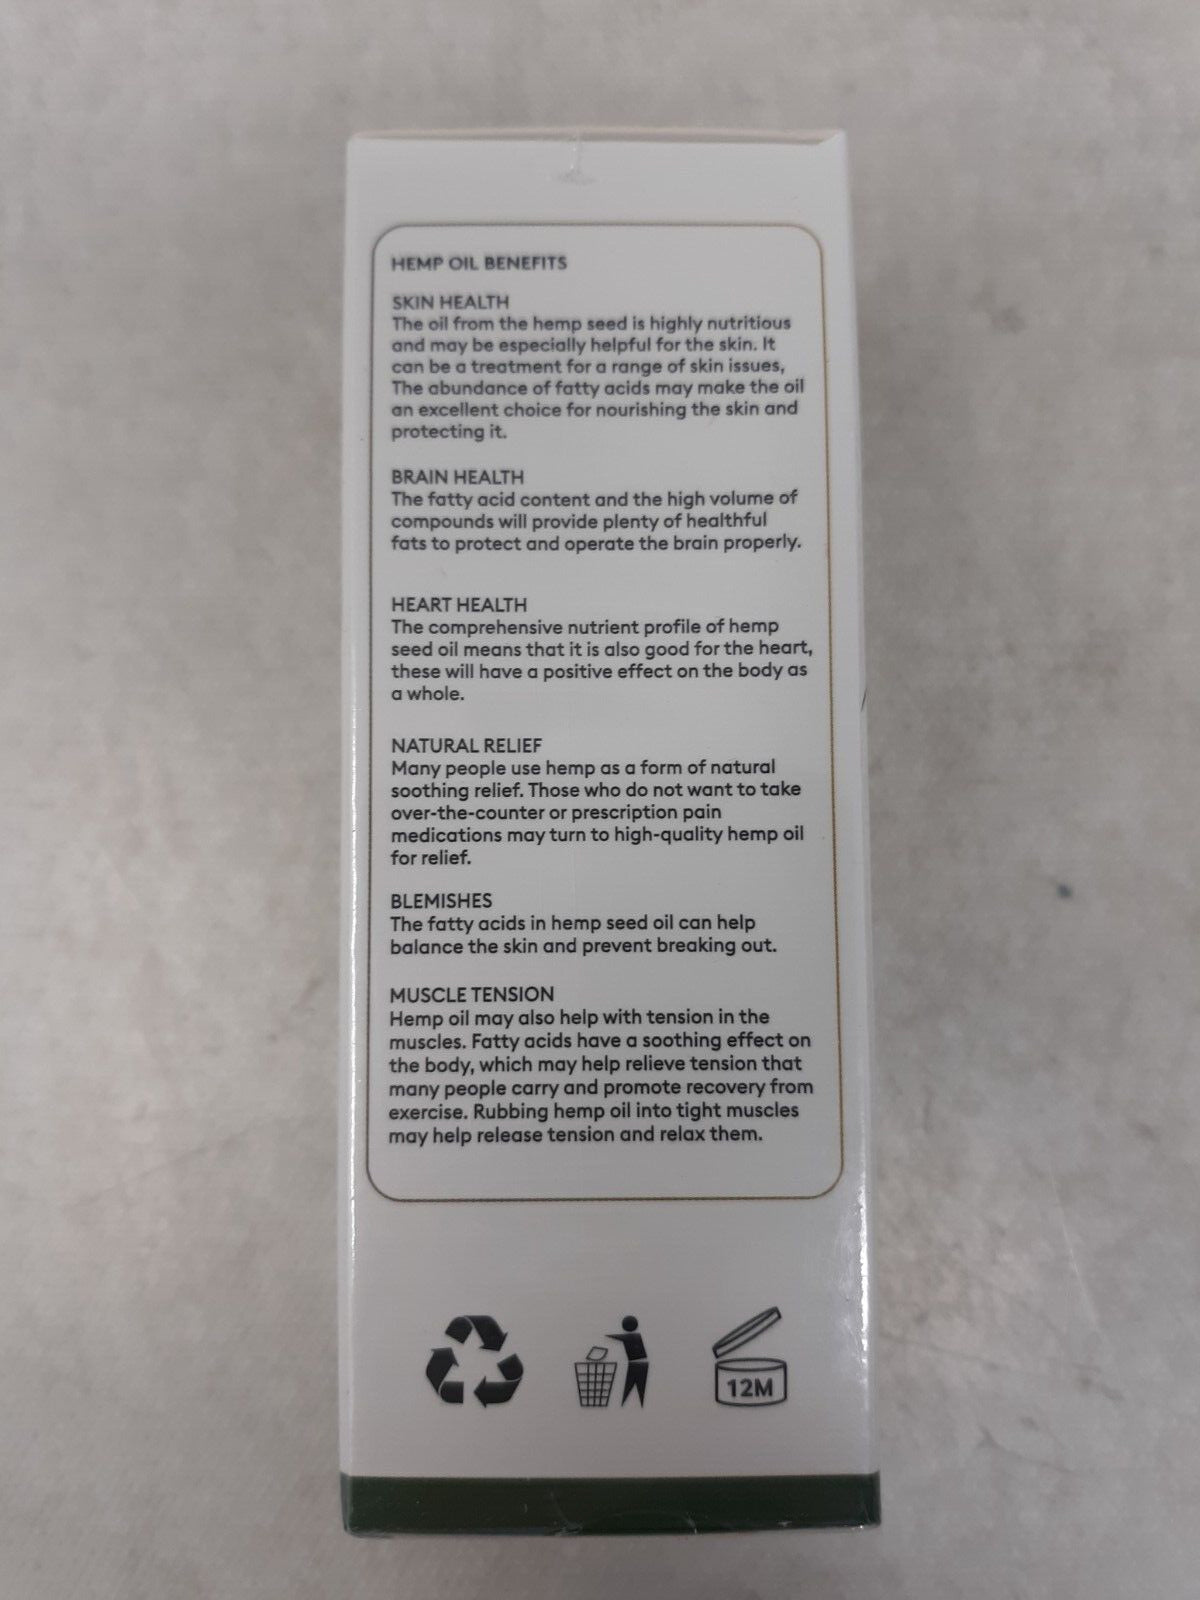 HEMP OIL BENEFITS
SKIN HEALTH
The oil from the hemp seed is highly nutritious
and may be especially helpful for the skin. It
can be a treatment for a range of skin issues,
The abundance of fatty acids may make the oil
an excellent choice for nourishing the skin and
protecting it.
BRAIN HEALTH
The fatty acid content and the high volume of
compounds will provide plenty of healthful
fats to protect and operate the brain properly.
HEART HEALTH
The comprehensive nutrient profile of hemp
seed oil means that it is also good for the heart,
these will have a positive effect on the body as
a whole.
NATURAL RELIEF
Many people use hemp as a form of natural
soothing relief. Those who do not want to take
over-the-counter or prescription pain
medications may turn to high-quality hemp oil
for relief.
BLEMISHES
The fatty acids in hemp seed oil can help
balance the skin and prevent breaking out.
MUSCLE TENSION
Hemp oil may also help with tension in the
muscles. Fatty acids have a soothing effect on
the body, which may help relieve tension that
many people carry and promote recovery from
exercise. Rubbing hemp oil into tight muscles
may help release tension and relax them.
12M